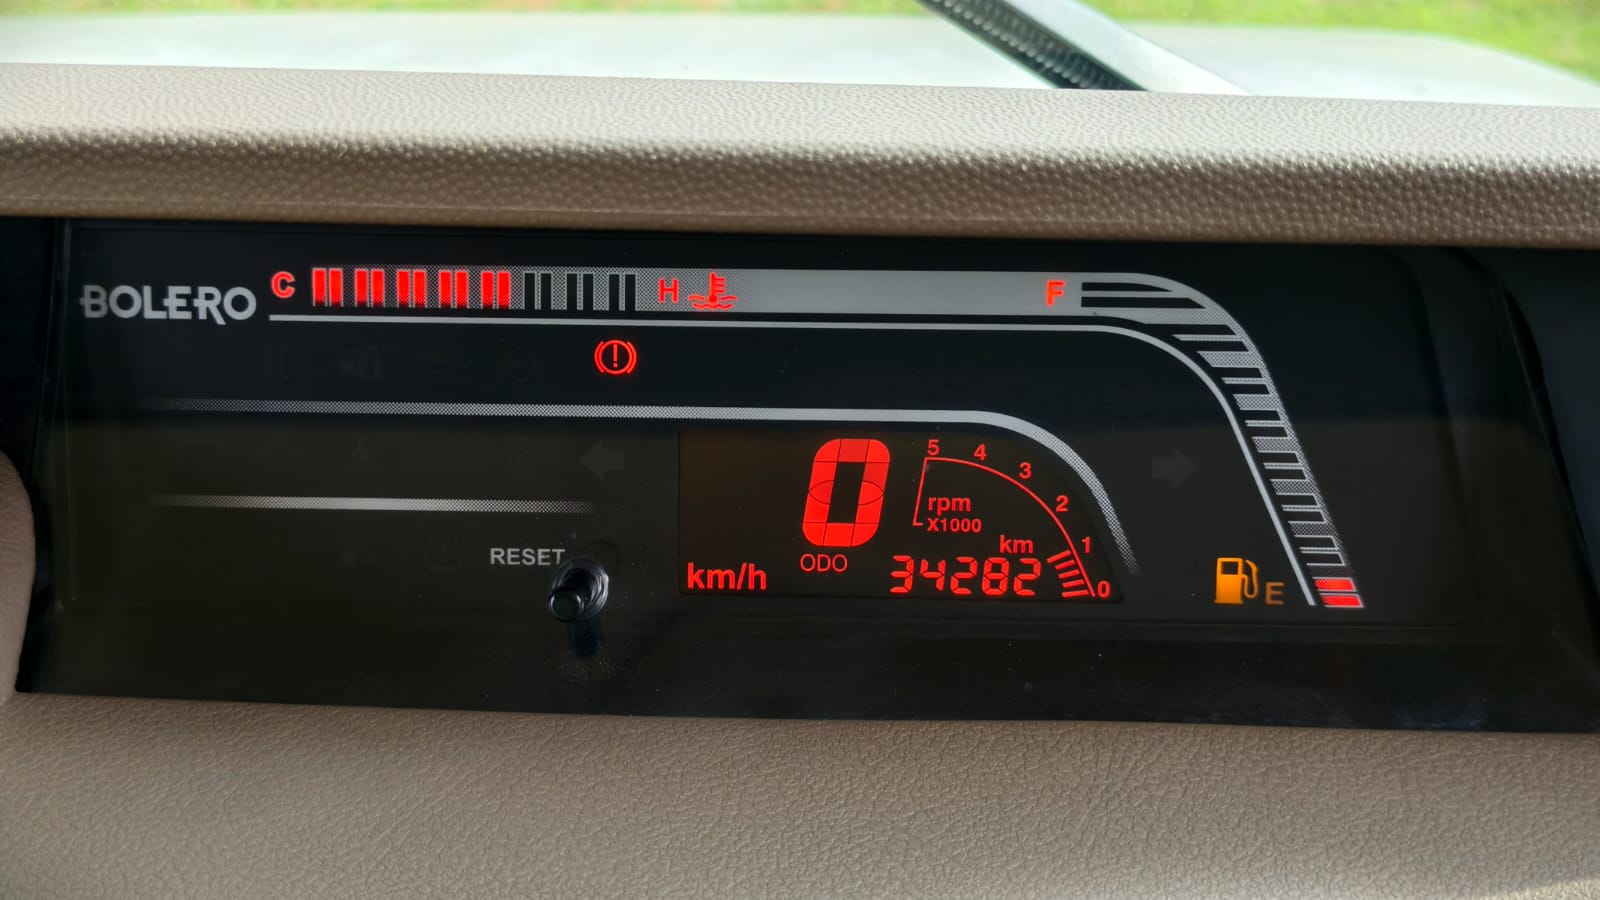 BOLERO
C H F
5 4 3 2 1 0
rpm
X1000
0
km/h
ODO
km
34282
RESET
E